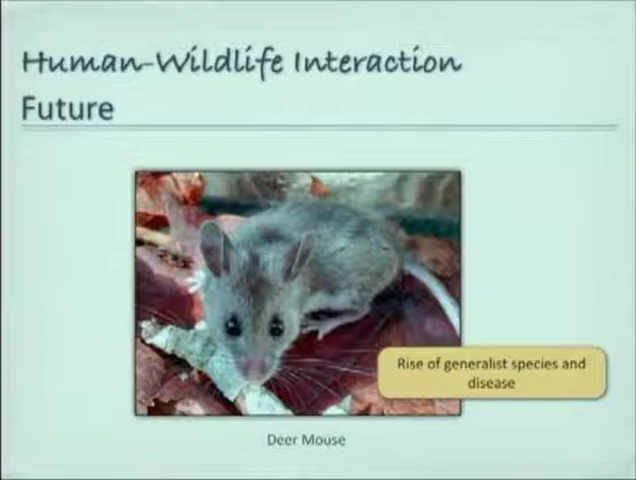 Human-Wildlife Interaction
Future
Rise of generalist species and
disease
Deer Mouse